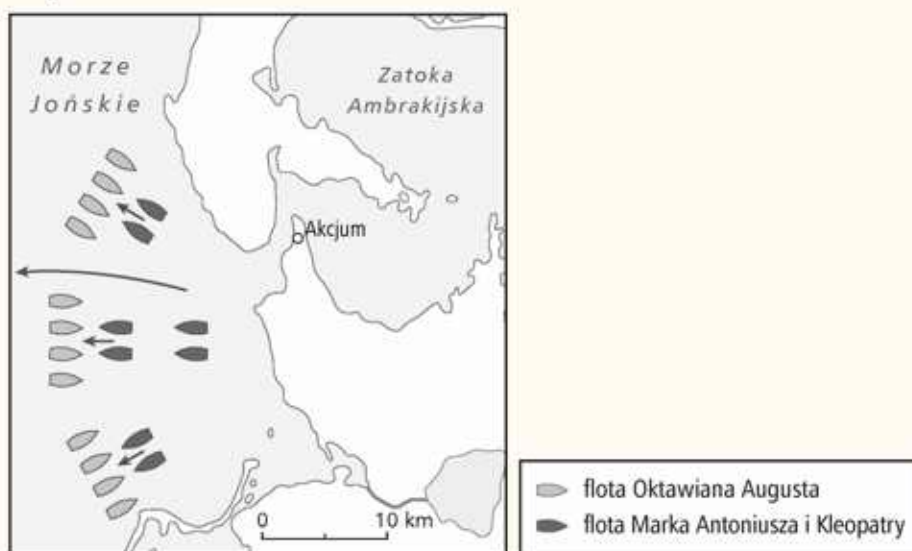 Morze
Jońskie
Zatoka
Ambrakijska
Akcjum
0 10 km
flota Oktawiana Augusta
flota Marka Antoniusza i Kleopatry